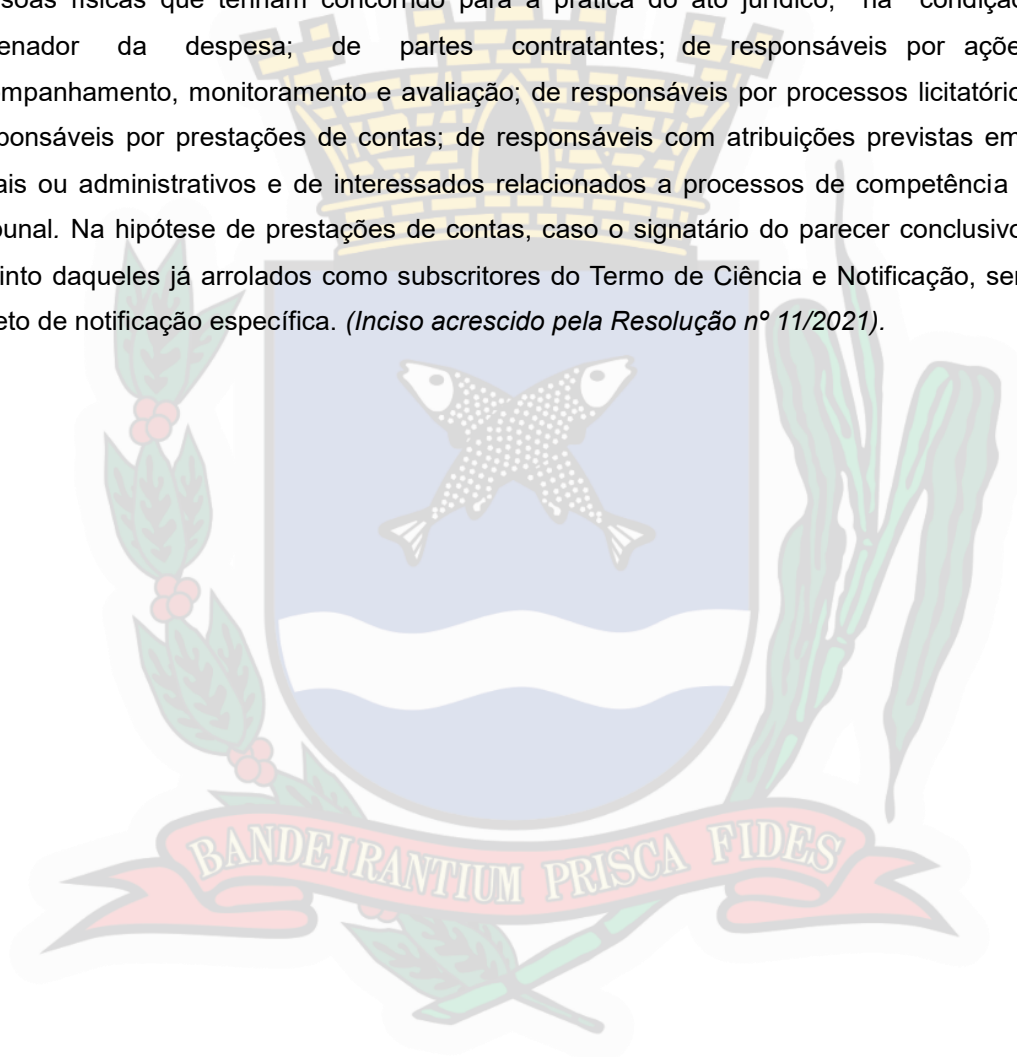 soas físicas que tenham concorrido para a prática do ato jurídico, na condição
enador da despesa; de partes contratantes; de responsáveis por açõe
mpanhamento, monitoramento e avaliação; de responsáveis por processos licitatório
ponsáveis por prestações de contas; de responsáveis com atribuições previstas em
ais ou administrativos e de interessados relacionados a processos de competência
bunal. Na hipótese de prestações de contas, caso o signatário do parecer conclusivo
into daqueles já arrolados como subscritores do Termo de Ciência e Notificação, ser
eto de notificação específica. (Inciso acrescido pela Resolução nº 11/2021).
BANDEIRANTIUM PRISCA FIDES